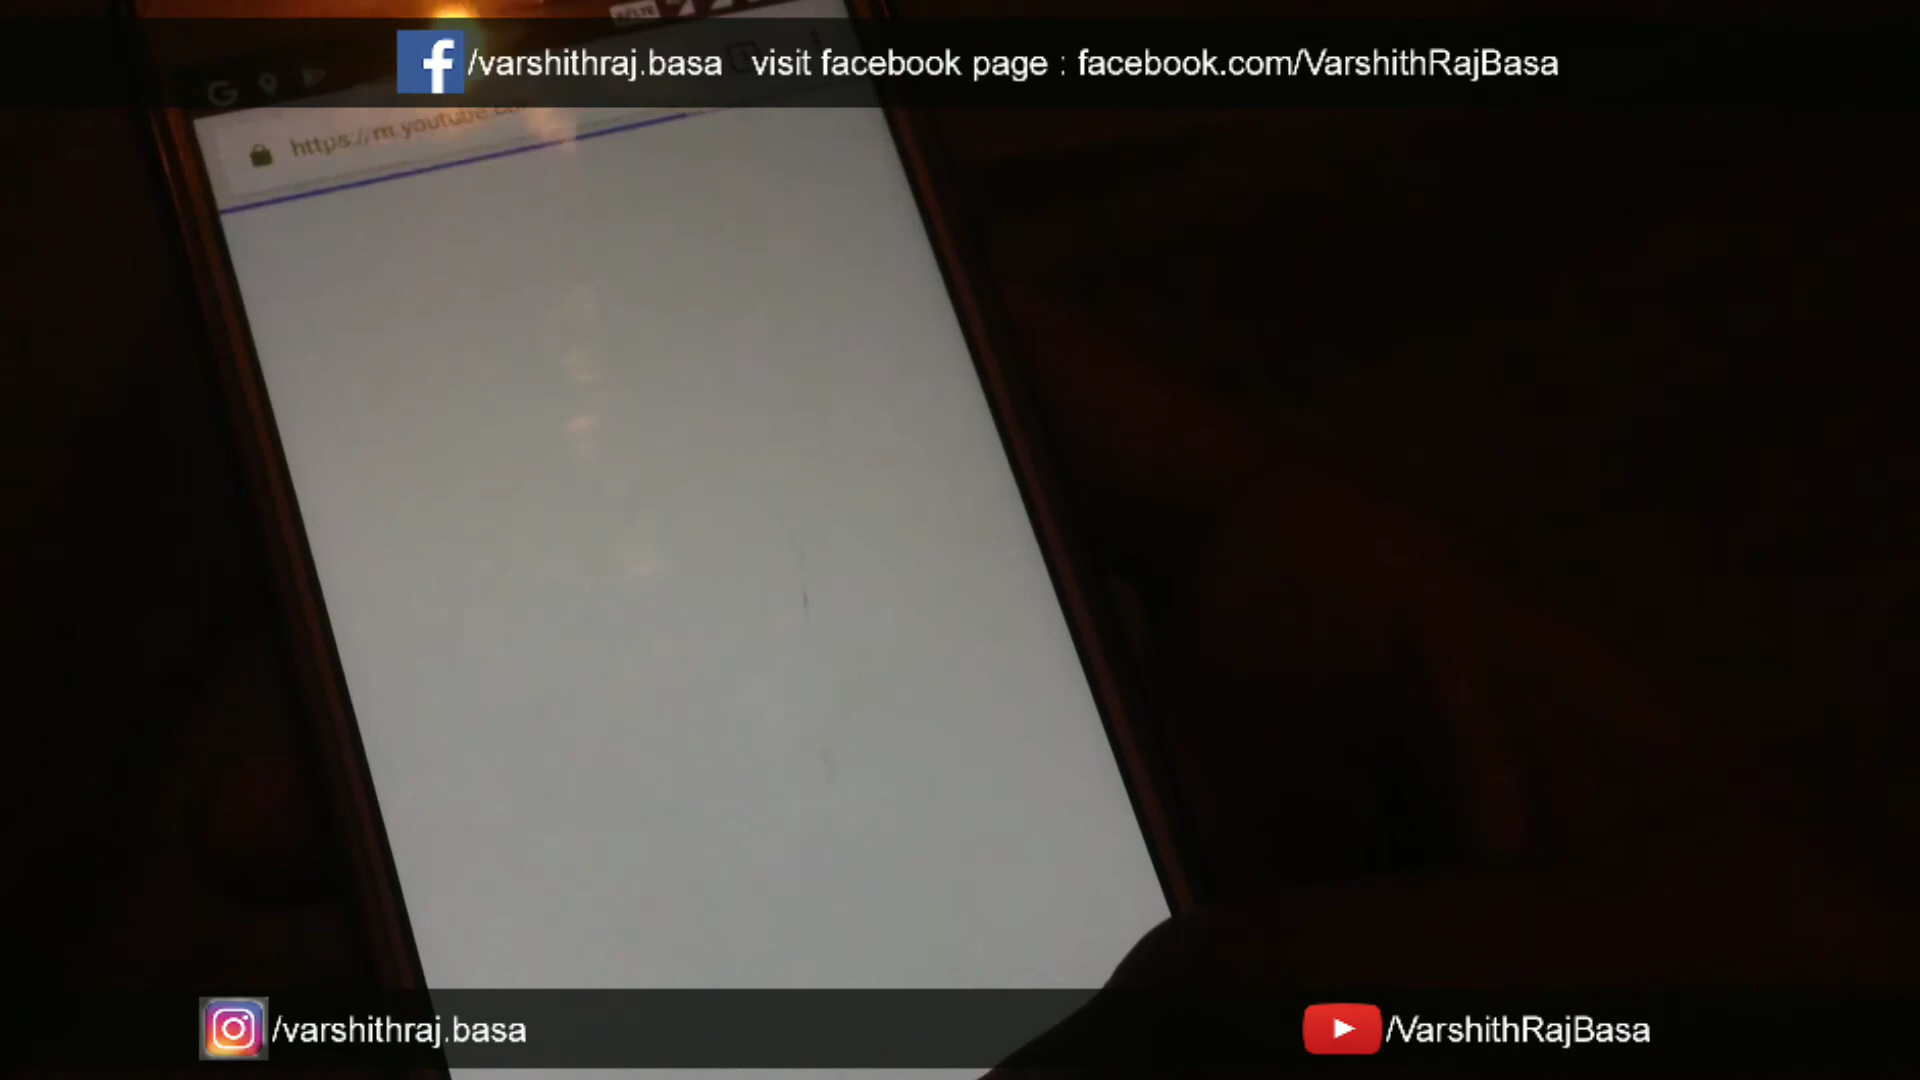 /varshithraj.basa visit facebook page : facebook.com/VarshithRajBasa
https://m.youtube.
/varshithraj.basa
/VarshithRajBasa